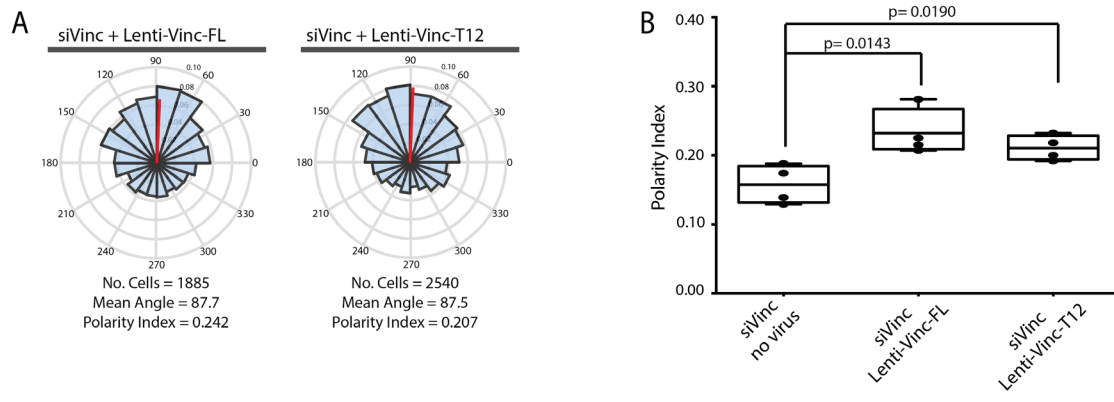 A
siVinc + Lenti-Vinc-FL
90
0.10
120
60
0.08
150
30
180
0
210
330
240
300
270
No. Cells = 1885
Mean Angle = 87.7
Polarity Index = 0.242
siVinc + Lenti-Vinc-T12
90
0.10
120
60
0.08
150
30
180
0
210
330
240
300
270
No. Cells = 2540
Mean Angle = 87.5
Polarity Index = 0.207
B
0.40
p= 0.0190
p= 0.0143
0.30
Polarity Index
0.20
0.10
0.00
siVinc
no virus
siVinc
Lenti-Vinc-FL
siVinc
Lenti-Vinc-T12